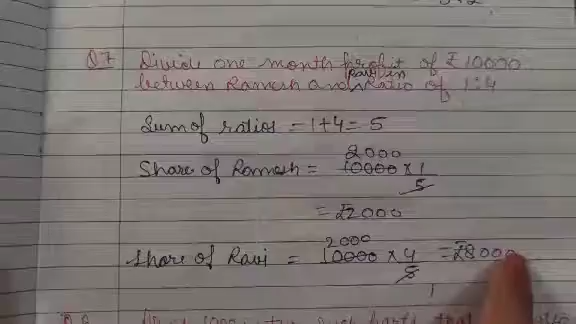 Q7 Divide one month profit of ₹10000
between Ramesh and Ravi in Ratio of 1:4
Sum of ratios = 1+4 = 5
2000
Share of Ramesh = 10000 × 1
5
= ₹2000
2000
Share of Ravi = 10000 × 4 = ₹8000
5
1